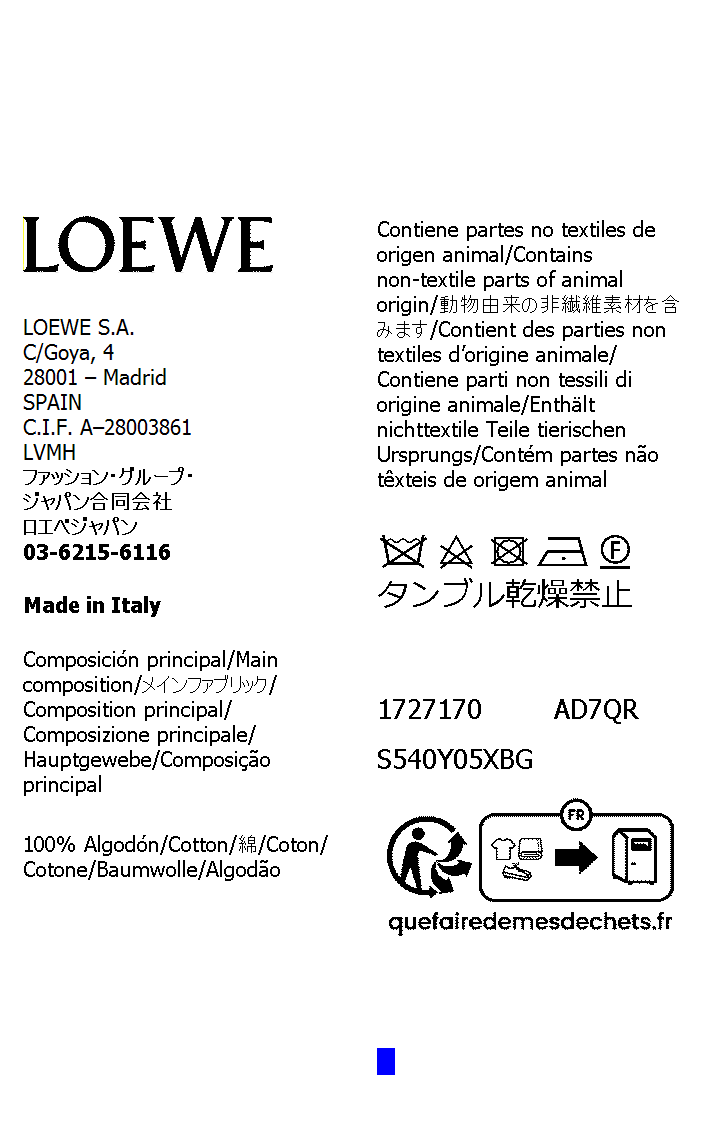 LOEWE
LOEWE S.A.
C/Goya, 4
28001 – Madrid
SPAIN
C.I.F. A–28003861
LVMH
ファッション・グループ・
ジャパン合同会社
ロエベジャパン
03-6215-6116
Made in Italy
Composición principal/Main
composition/メインファブリック/
Composition principal/
Composizione principale/
Hauptgewebe/Composição
principal
100% Algodón/Cotton/綿/Coton/
Cotone/Baumwolle/Algodão
Contiene partes no textiles de
origen animal/Contains
non-textile parts of animal
origin/動物由来の非繊維素材を含
みます/Contient des parties non
textiles d’origine animale/
Contiene parti non tessili di
origine animale/Enthält
nichttextile Teile tierischen
Ursprungs/Contém partes não
têxteis de origem animal
F
タンブル乾燥禁止
1727170 AD7QR
S540Y05XBG
FR
quefairedemesdechets.fr